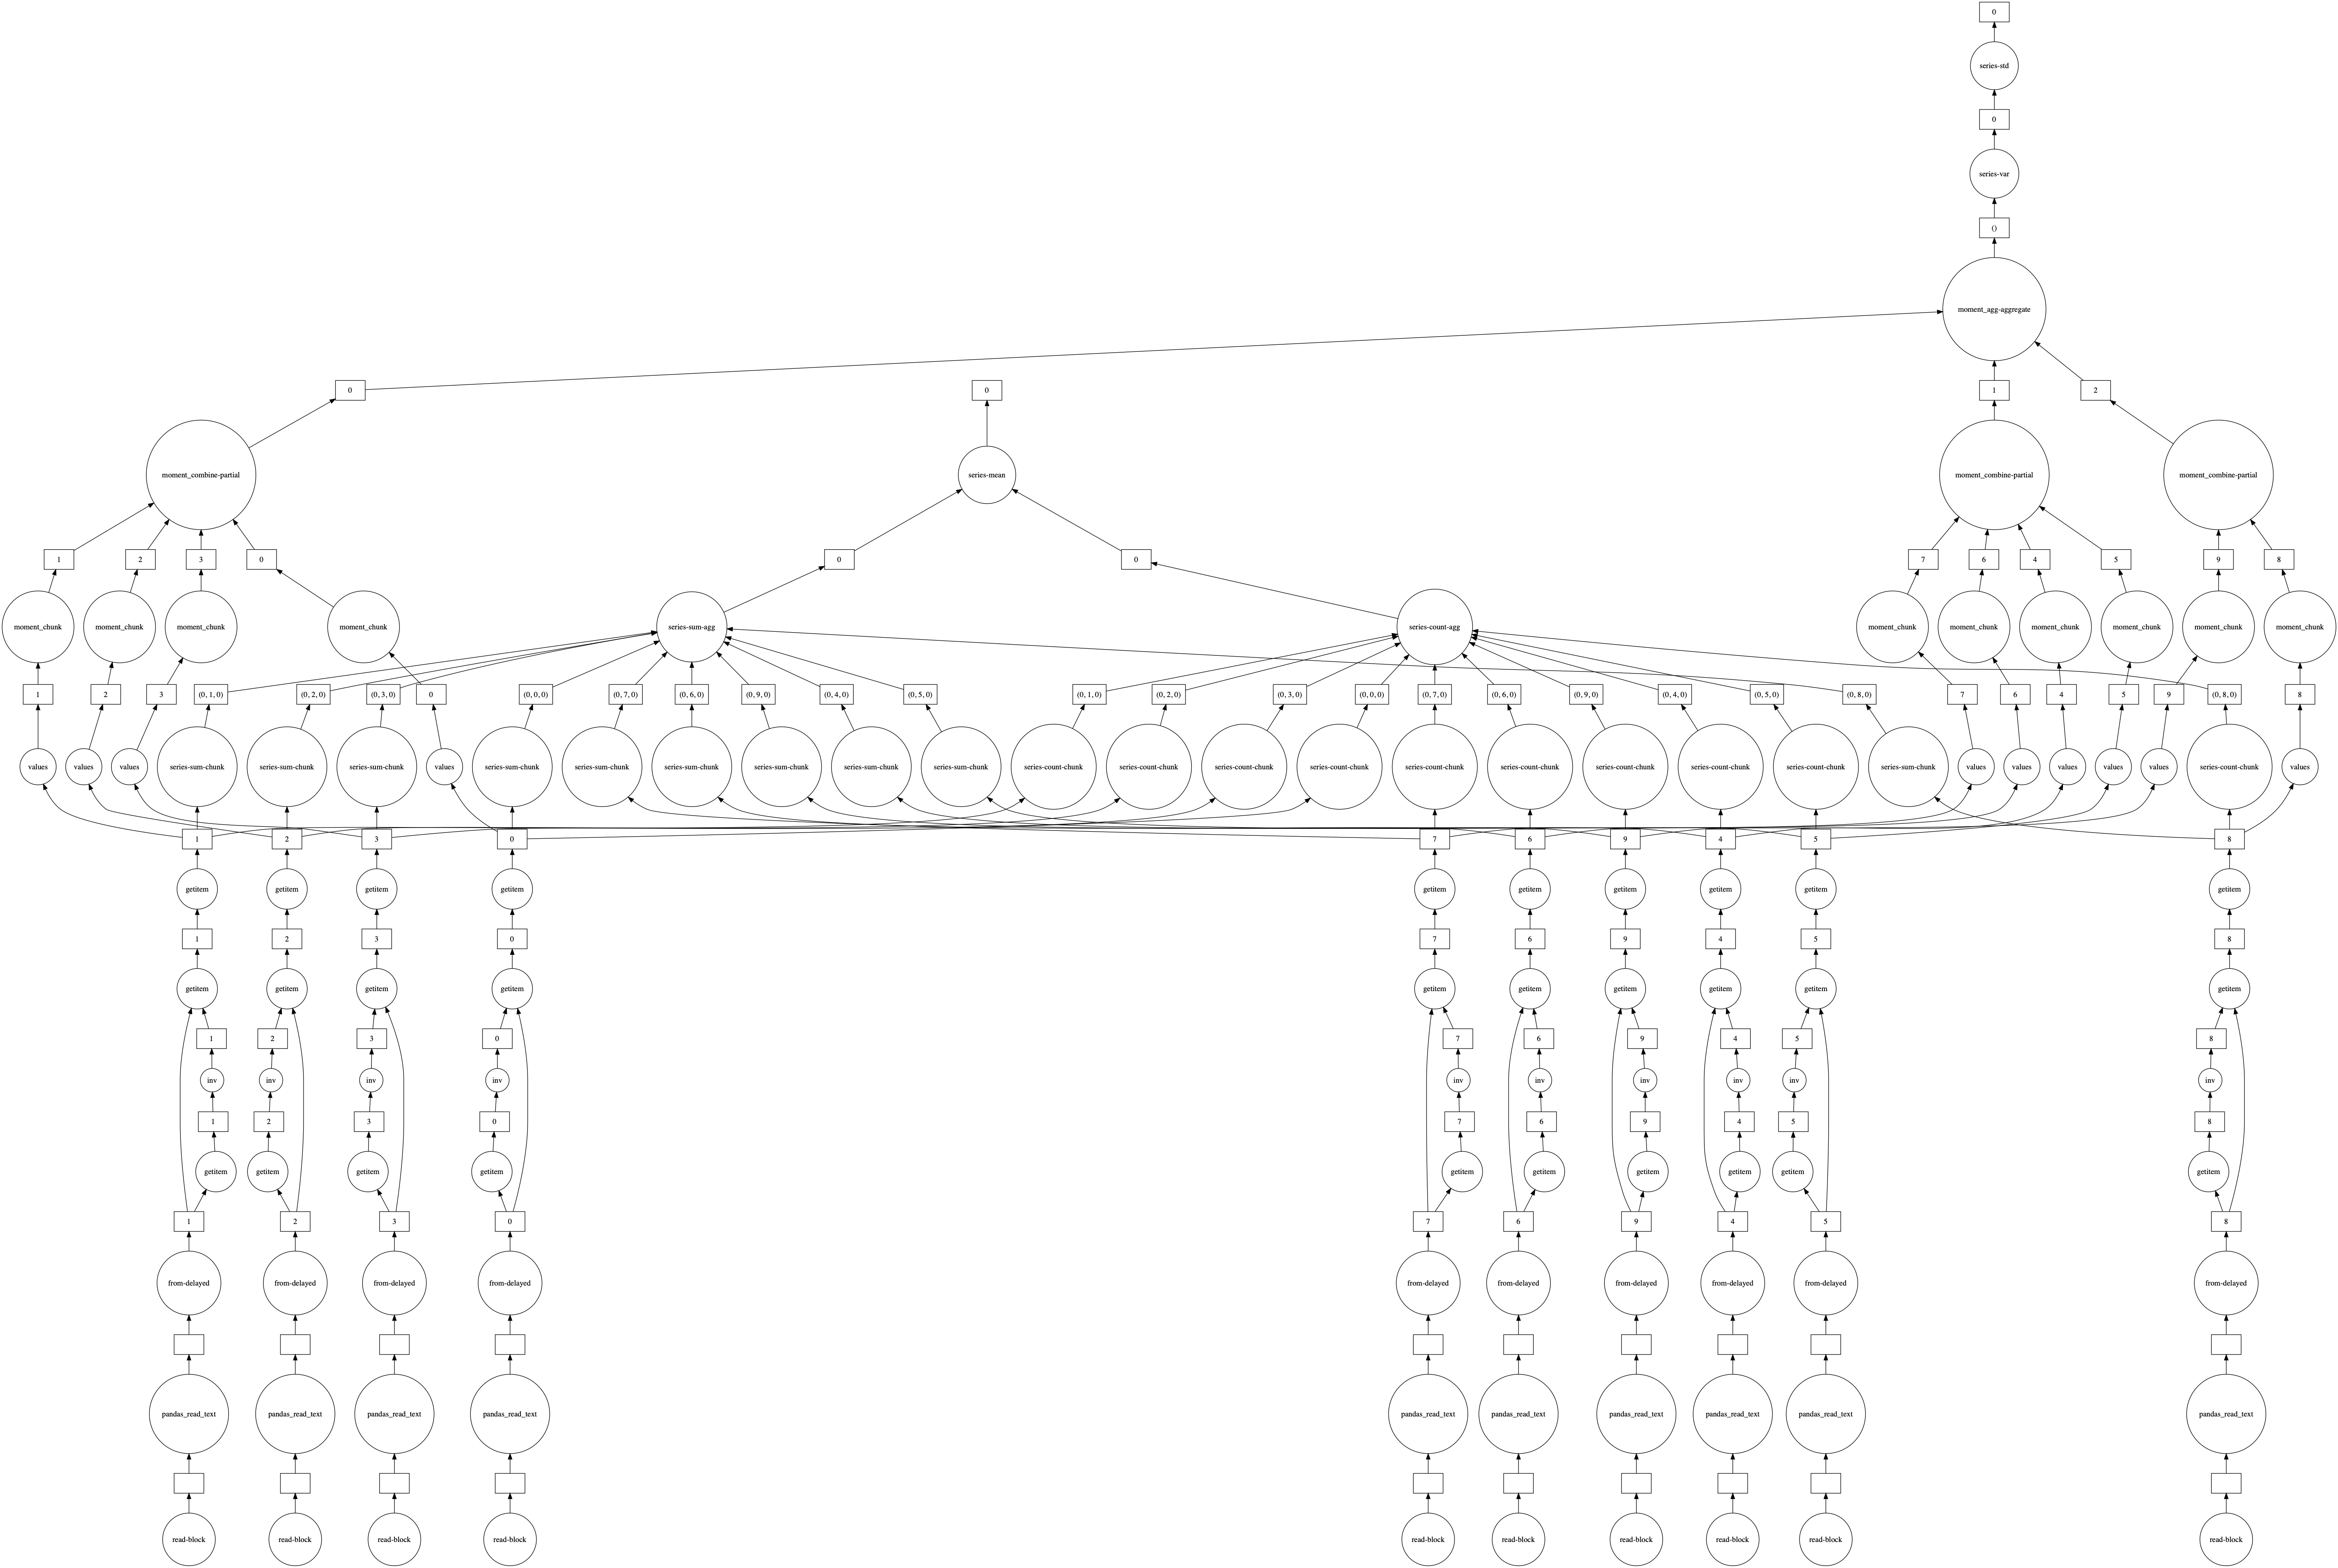 0
series-std
0
series-var
()
moment_agg-aggregate
0 0 1 2
moment_combine-partial series-mean moment_combine-partial moment_combine-partial
1 2 3 0 0 0 7 6 4 5 9 8
moment_chunk moment_chunk moment_chunk moment_chunk series-sum-agg series-count-agg moment_chunk moment_chunk moment_chunk moment_chunk moment_chunk moment_chunk
1 2 3 (0, 1, 0) (0, 2, 0) (0, 3, 0) 0 (0, 0, 0) (0, 7, 0) (0, 6, 0) (0, 9, 0) (0, 4, 0) (0, 5, 0) (0, 1, 0) (0, 2, 0) (0, 3, 0) (0, 0, 0) (0, 7, 0) (0, 6, 0) (0, 9, 0) (0, 4, 0) (0, 5, 0) (0, 8, 0) 7 6 4 5 9 (0, 8, 0) 8
values values values series-sum-chunk series-sum-chunk series-sum-chunk values series-sum-chunk series-sum-chunk series-sum-chunk series-sum-chunk series-sum-chunk series-sum-chunk series-count-chunk series-count-chunk series-count-chunk series-count-chunk series-count-chunk series-count-chunk series-count-chunk series-count-chunk series-count-chunk series-sum-chunk values values values values values series-count-chunk values
1 2 3 0 7 6 9 4 5 8
getitem getitem getitem getitem getitem getitem getitem getitem getitem getitem
1 2 3 0 7 6 9 4 5 8
getitem getitem getitem getitem getitem getitem getitem getitem getitem getitem
1 2 3 0 7 6 9 4 5 8
inv inv inv inv inv inv inv inv inv inv
1 2 3 0 7 6 9 4 5 8
getitem getitem getitem getitem getitem getitem getitem getitem getitem getitem
1 2 3 0 7 6 9 4 5 8
from-delayed from-delayed from-delayed from-delayed from-delayed from-delayed from-delayed from-delayed from-delayed from-delayed
pandas_read_text pandas_read_text pandas_read_text pandas_read_text pandas_read_text pandas_read_text pandas_read_text pandas_read_text pandas_read_text pandas_read_text
read-block read-block read-block read-block read-block read-block read-block read-block read-block read-block